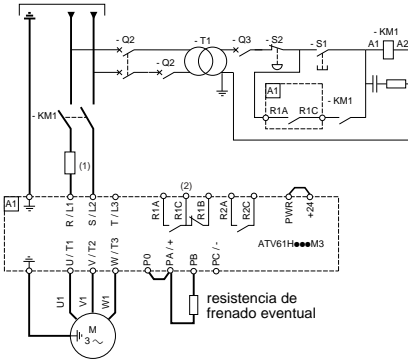 - Q2
- T1
- Q3
- S2
- S1
- KM1
A1
A2
- Q2
A1
R1A
R1C
- KM1
- KM1
(1)
(2)
A1
R / L1
S / L2
T / L3
R1A
R1C
R1B
R2A
R2C
PWR
+24
ATV61H●●●M3
U / T1
V / T2
W / T3
P0
PA / +
PB
PC / -
U1
V1
W1
M
3 ~
resistencia de
frenado eventual